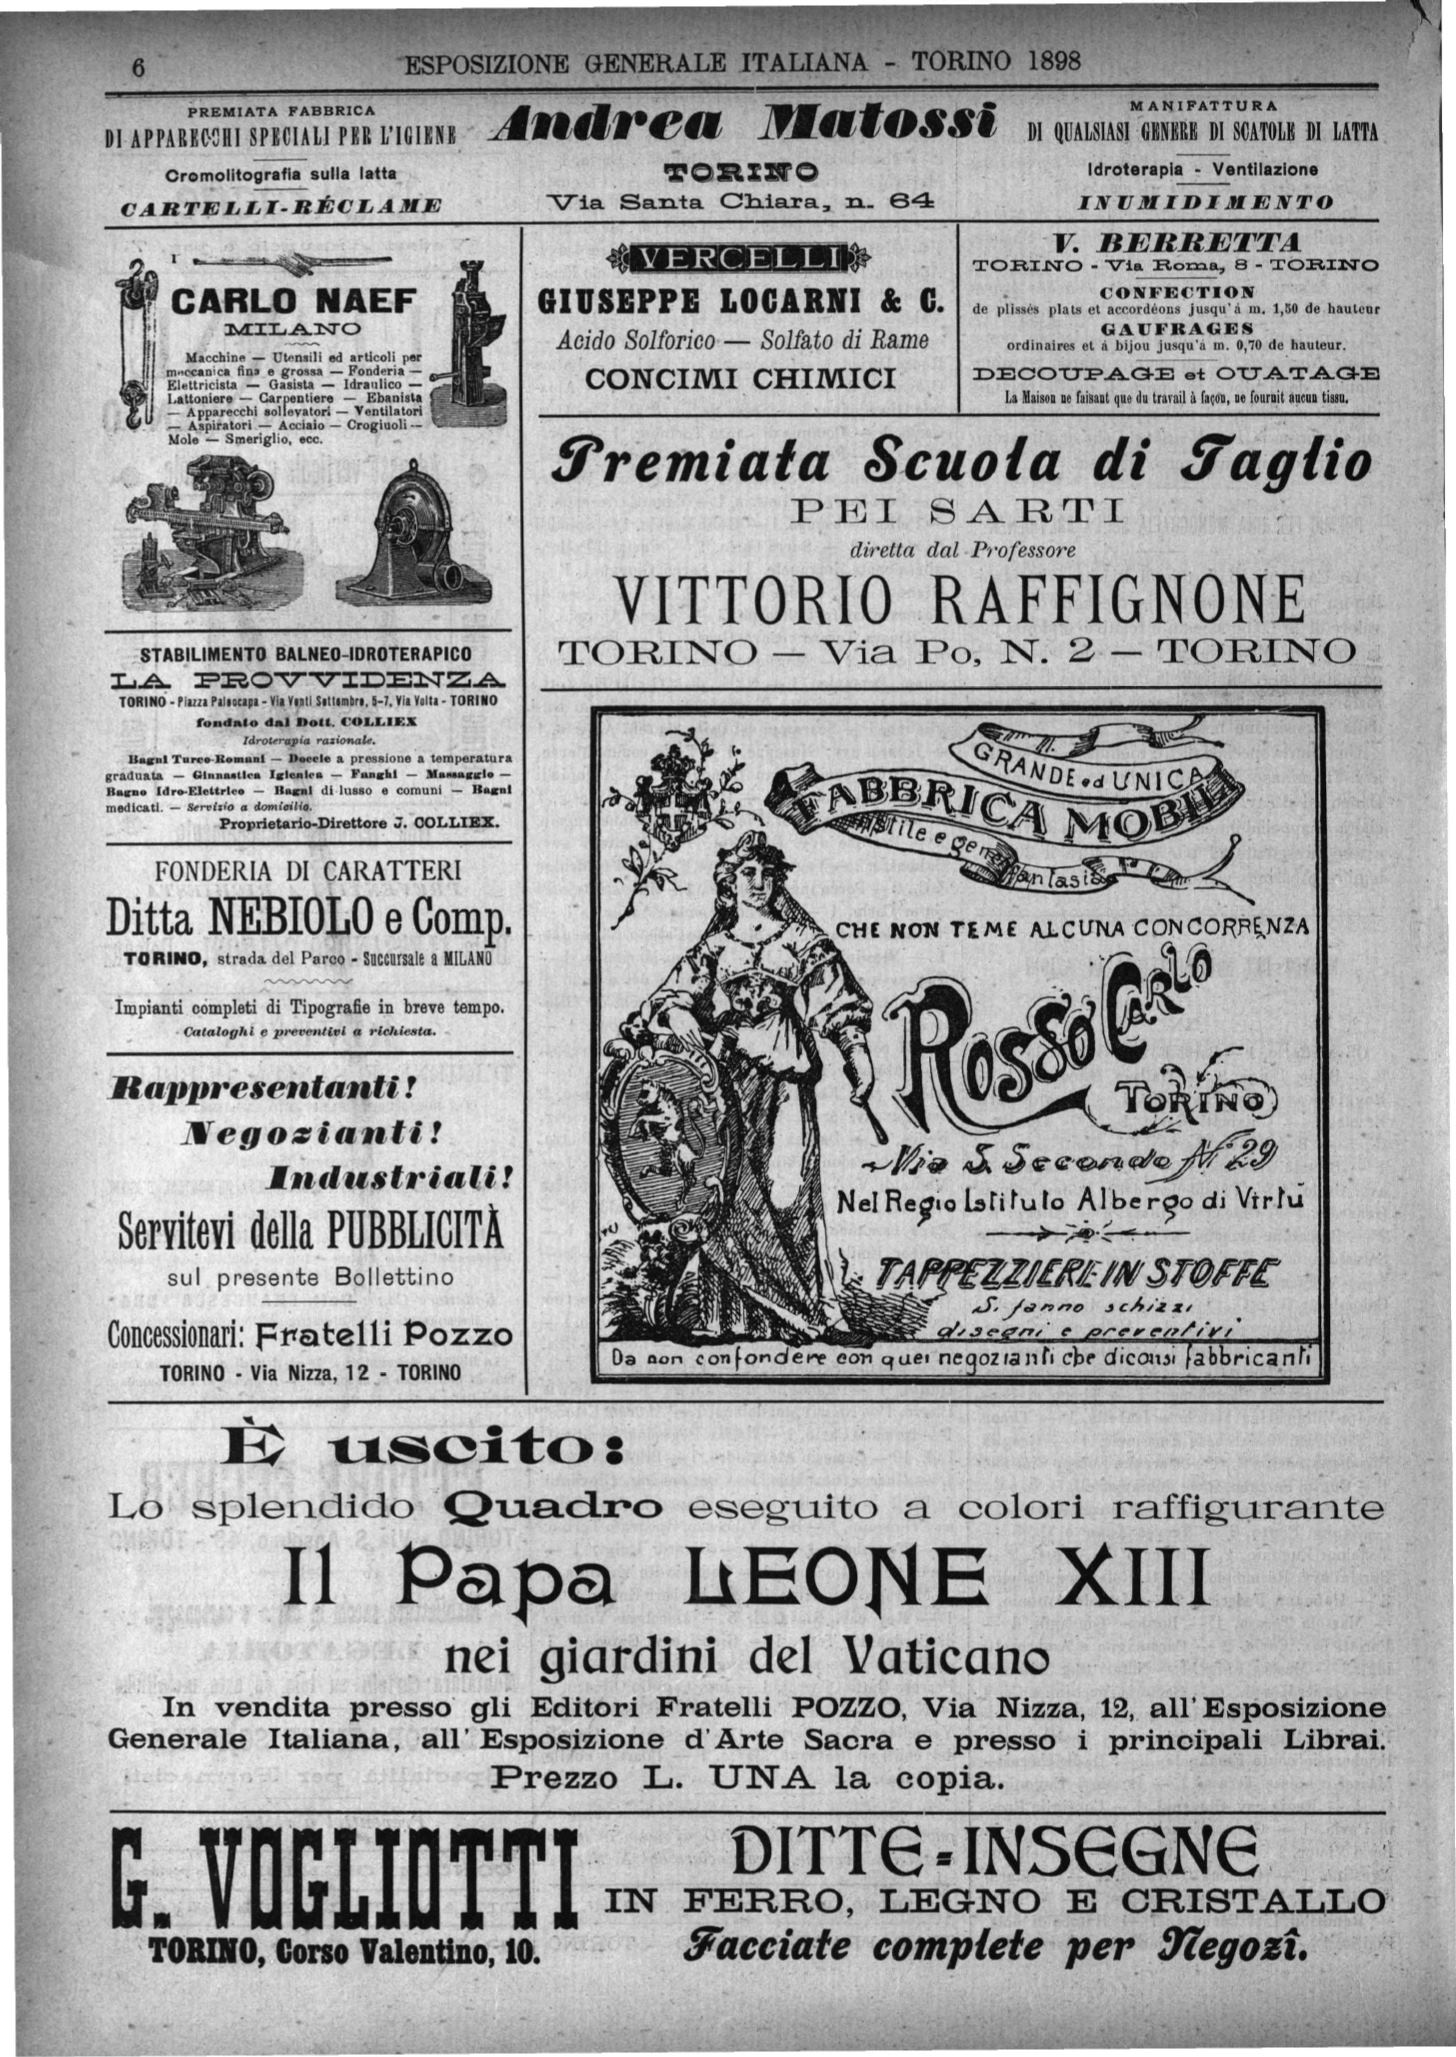 6
ESPOSIZIONE GENERALE ITALIANA - TORINO 1898
PREMIATA FABBRICA
DI APPARECCHI SPECIALI PER L'IGIENE
Cromolitografia sulla latta
CARTELLI-RÉCLAME
Andrea Matossi
TORINO
Via Santa Chiara, n. 64
MANIFATTURA
DI QUALSIASI GENERE DI SCATOLE DI LATTA
Idroterapia - Ventilazione
INUMIDIMENTO
CARLO NAEF
MILANO
Macchine — Utensili ed articoli per
meccanica fina e grossa — Fonderia —
Elettricista — Gasista — Idraulico —
Lattoniere — Carpentiere — Ebanista
— Apparecchi sollevatori — Ventilatori
— Aspiratori — Acciaio — Crogiuoli —
Mole — Smeriglio, ecc.
STABILIMENTO BALNEO-IDROTERAPICO
LA PROVVIDENZA
TORINO - Piazza Paleocapa - Via Venti Settembre, 5-7, Via Volta - TORINO
fondato dal Dott. COLLIEX
Idroterapia razionale.
Bagni Turco-Romani — Doccie a pressione a temperatura
graduata — Ginnastica Igienica — Fanghi — Massaggio —
Bagno Idro-Elettrico — Bagni di lusso e comuni — Bagni
medicati. — Servizio a domicilio.
Proprietario-Direttore J. COLLIEX.
FONDERIA DI CARATTERI
Ditta NEBIOLO e Comp.
TORINO, strada del Parco - Succursale a MILANO
Impianti completi di Tipografie in breve tempo.
Cataloghi e preventivi a richiesta.
Rappresentanti!
Negozianti!
Industriali!
Servitevi della PUBBLICITÀ
sul presente Bollettino
Concessionari: Fratelli Pozzo
TORINO - Via Nizza, 12 - TORINO
VERCELLI
GIUSEPPE LOCARNI & C.
Acido Solforico — Solfato di Rame
CONCIMI CHIMICI
V. BERRETTA
TORINO - Via Roma, 8 - TORINO
CONFECTION
de plissés plats et accordéons jusqu'à m. 1,50 de hauteur
GAUFRAGES
ordinaires et á bijou jusqu'à m. 0,70 de hauteur.
DECOUPAGE et OUATAGE
La Maison ne faisant que du travail à façon, ne fournit aucun tissu.
Premiata Scuola di Taglio
PEI SARTI
diretta dal Professore
VITTORIO RAFFIGNONE
TORINO — Via Po, N. 2 — TORINO
GRANDE ed UNICA
FABBRICA MOBILI
in stile e genere fantasia
CHE NON TEME ALCUNA CONCORRENZA
ROSSO CARLO
TORINO
Via S. Secondo N° 29
Nel Regio Istituto Albergo di Virtù
TAPPEZZIERE IN STOFFE
Si fanno schizzi
disegni e preventivi
Da non confondere con quei negozianti che diconsi fabbricanti
È uscito:
Lo splendido Quadro eseguito a colori raffigurante
Il Papa LEONE XIII
nei giardini del Vaticano
In vendita presso gli Editori Fratelli POZZO, Via Nizza, 12, all'Esposizione
Generale Italiana, all'Esposizione d'Arte Sacra e presso i principali Librai.
Prezzo L. UNA la copia.
G. VOGLIOTTI
TORINO, Corso Valentino, 10.
DITTE-INSEGNE
IN FERRO, LEGNO E CRISTALLO
Facciate complete per Negozî.